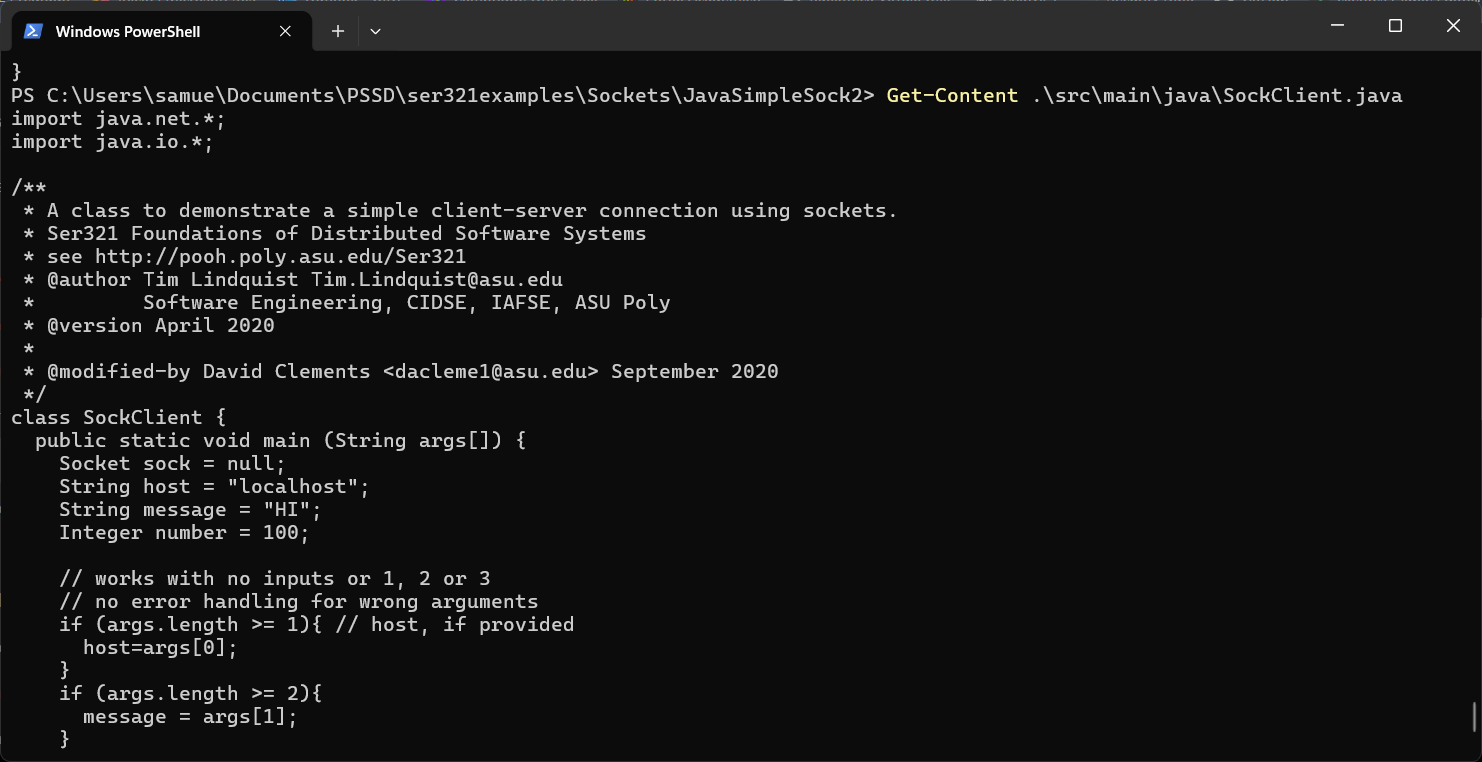 Windows PowerShell
}
PS C:\Users\samue\Documents\PSSD\ser321examples\Sockets\JavaSimpleSock2> Get-Content .\src\main\java\SockClient.java
import java.net.*;
import java.io.*;

/**
 * A class to demonstrate a simple client-server connection using sockets.
 * Ser321 Foundations of Distributed Software Systems
 * see http://pooh.poly.asu.edu/Ser321
 * @author Tim Lindquist Tim.Lindquist@asu.edu
 *         Software Engineering, CIDSE, IAFSE, ASU Poly
 * @version April 2020
 *
 * @modified-by David Clements <dacleme1@asu.edu> September 2020
 */
class SockClient {
  public static void main (String args[]) {
    Socket sock = null;
    String host = "localhost";
    String message = "HI";
    Integer number = 100;

    // works with no inputs or 1, 2 or 3
    // no error handling for wrong arguments
    if (args.length >= 1){ // host, if provided
      host=args[0];
    }
    if (args.length >= 2){
      message = args[1];
    }